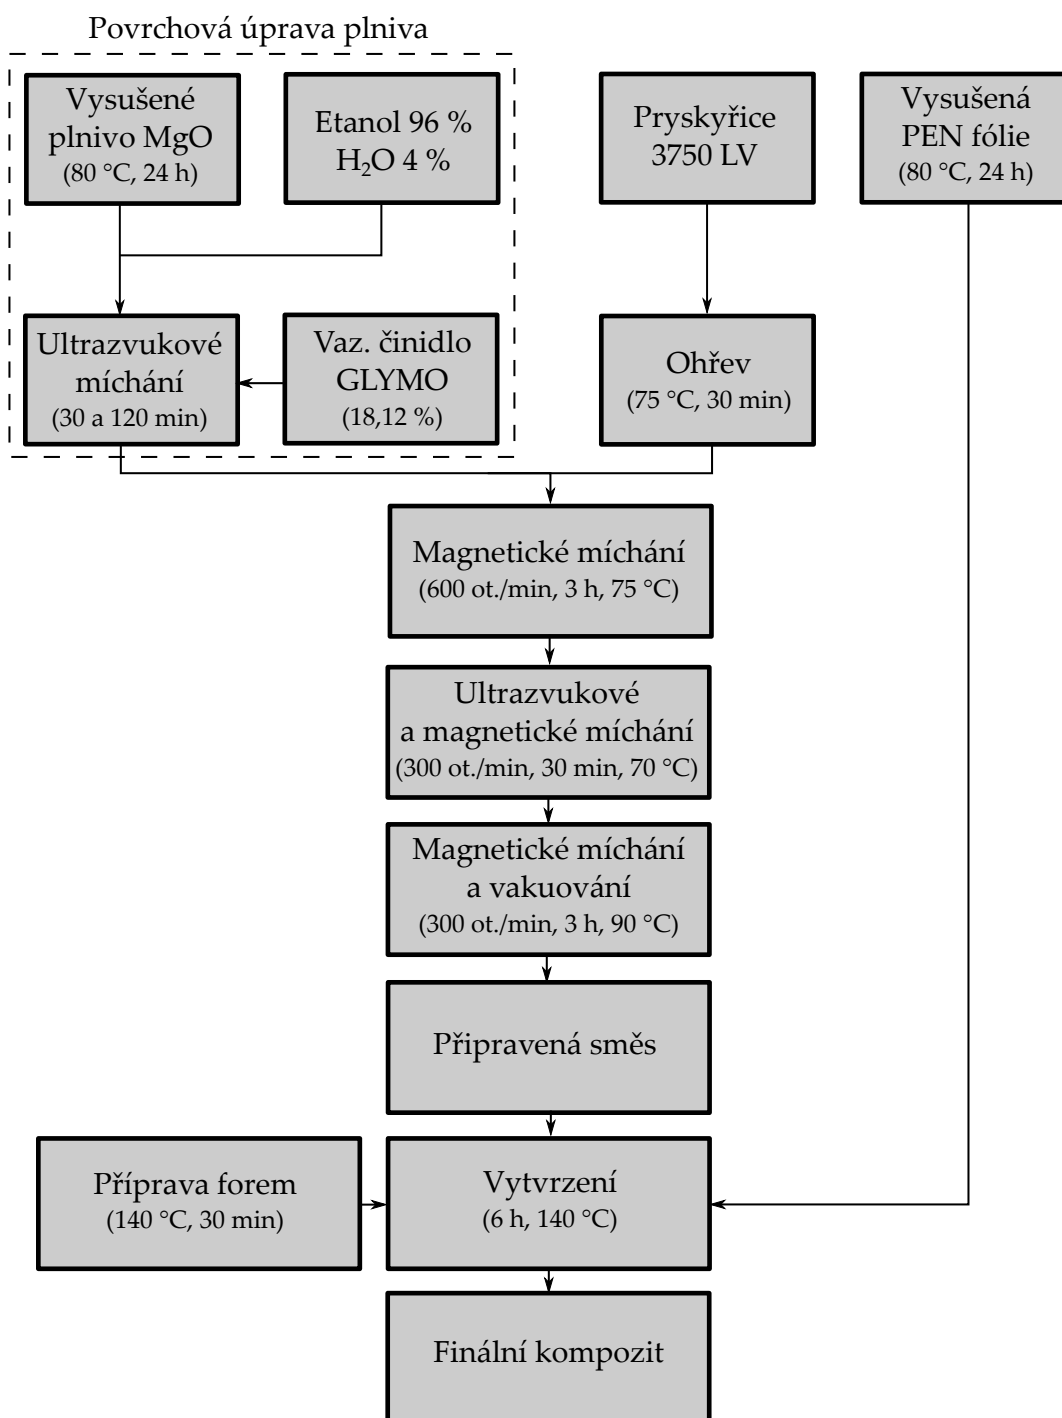 Povrchová úprava plniva
Vysušené
plnivo MgO
(80 °C, 24 h)
Etanol 96 %
H₂O 4 %
Pryskyřice
3750 LV
Vysušená
PEN fólie
(80 °C, 24 h)
Ultrazvukové
míchání
(30 a 120 min)
Vaz. činidlo
GLYMO
(18,12 %)
Ohřev
(75 °C, 30 min)
Magnetické míchání
(600 ot./min, 3 h, 75 °C)
Ultrazvukové
a magnetické míchání
(300 ot./min, 30 min, 70 °C)
Magnetické míchání
a vakuování
(300 ot./min, 3 h, 90 °C)
Připravená směs
Příprava forem
(140 °C, 30 min)
Vytvrzení
(6 h, 140 °C)
Finální kompozit